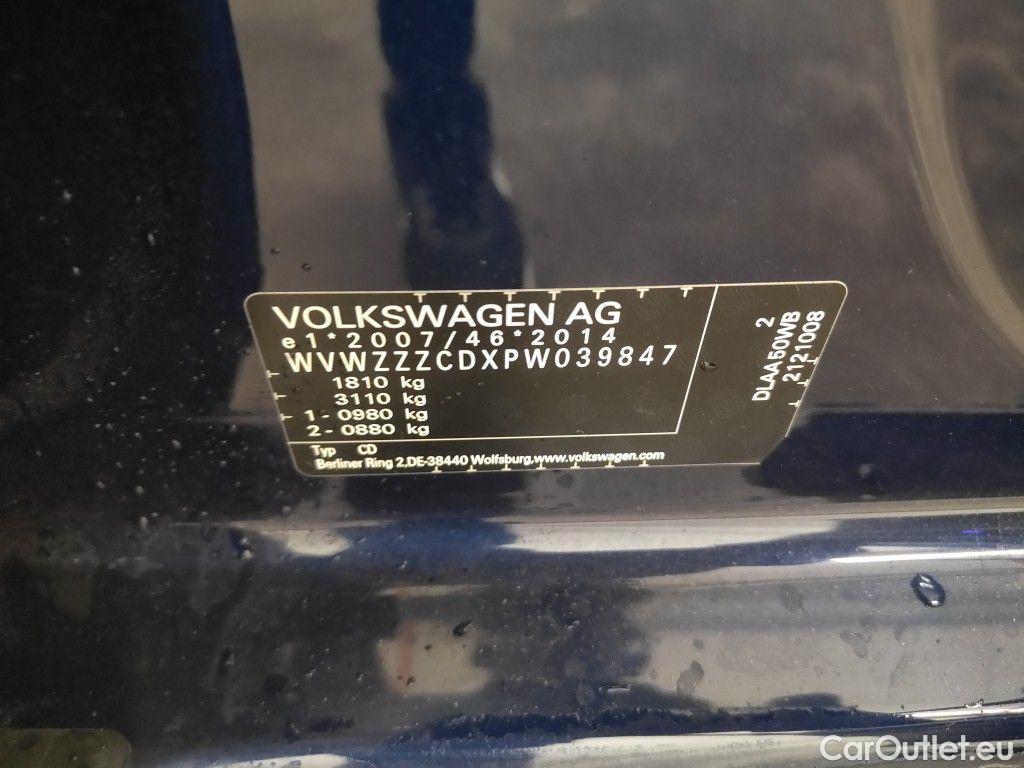 VOLKSWAGEN AG
e1*2007/46*2014
WVWZZZCDXPW039847
1810 kg
3110 kg
1 - 0980 kg
2 - 0880 kg
Typ CD
Berliner Ring 2,DE-38440 Wolfsburg,www.volkswagen.com
2
DLAA50WB
2121008
CarOutlet.eu